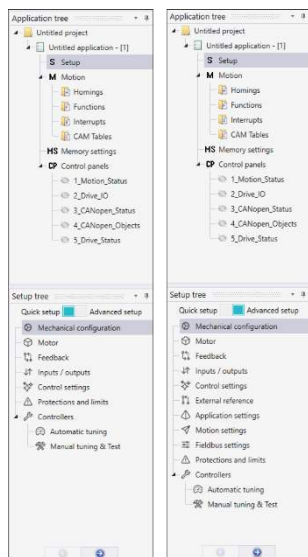 Application tree
Untitled project
Untitled application - [1]
S Setup
M Motion
Homings
Functions
Interrupts
CAM Tables
HS Memory settings
CP Control panels
1_Motion_Status
2_Drive_IO
3_CANopen_Status
4_CANopen_Objects
5_Drive_Status
Setup tree
Quick setup Advanced setup
Mechanical configuration
Motor
Feedback
Inputs / outputs
Control settings
Protections and limits
Controllers
Automatic tuning
Manual tuning & Test
Application tree
Untitled project
Untitled application - [1]
S Setup
M Motion
Homings
Functions
Interrupts
CAM Tables
HS Memory settings
CP Control panels
1_Motion_Status
2_Drive_IO
3_CANopen_Status
4_CANopen_Objects
5_Drive_Status
Setup tree
Quick setup Advanced setup
Mechanical configuration
Motor
Feedback
Inputs / outputs
Control settings
External reference
Application settings
Motion settings
Fieldbus settings
Protections and limits
Controllers
Automatic tuning
Manual tuning & Test